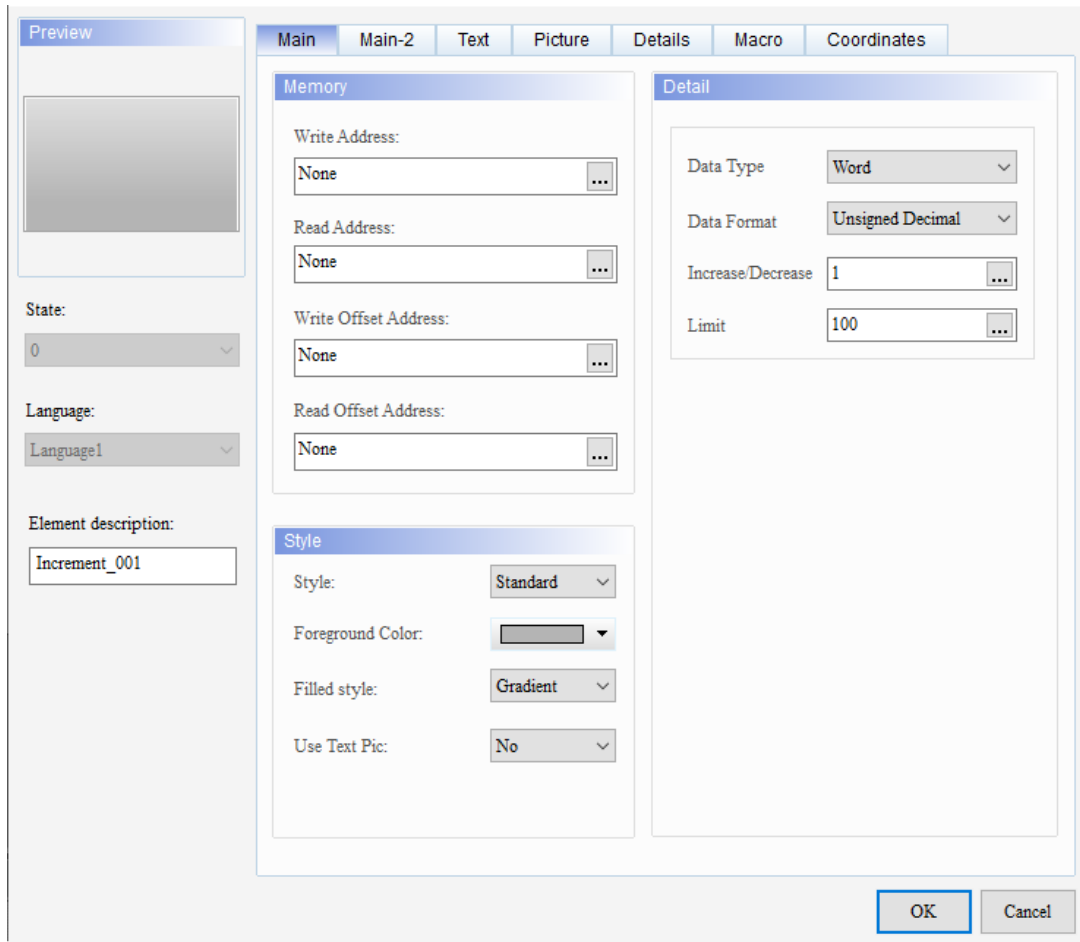 Preview
State:
0
Language:
Language1
Element description:
Increment_001
Main
Main-2
Text
Picture
Details
Macro
Coordinates
Memory
Write Address:
None
...
Read Address:
None
...
Write Offset Address:
None
...
Read Offset Address:
None
...
Style
Style:
Standard
Foreground Color:
Filled style:
Gradient
Use Text Pic:
No
Detail
Data Type
Word
Data Format
Unsigned Decimal
Increase/Decrease
1
...
Limit
100
...
OK
Cancel